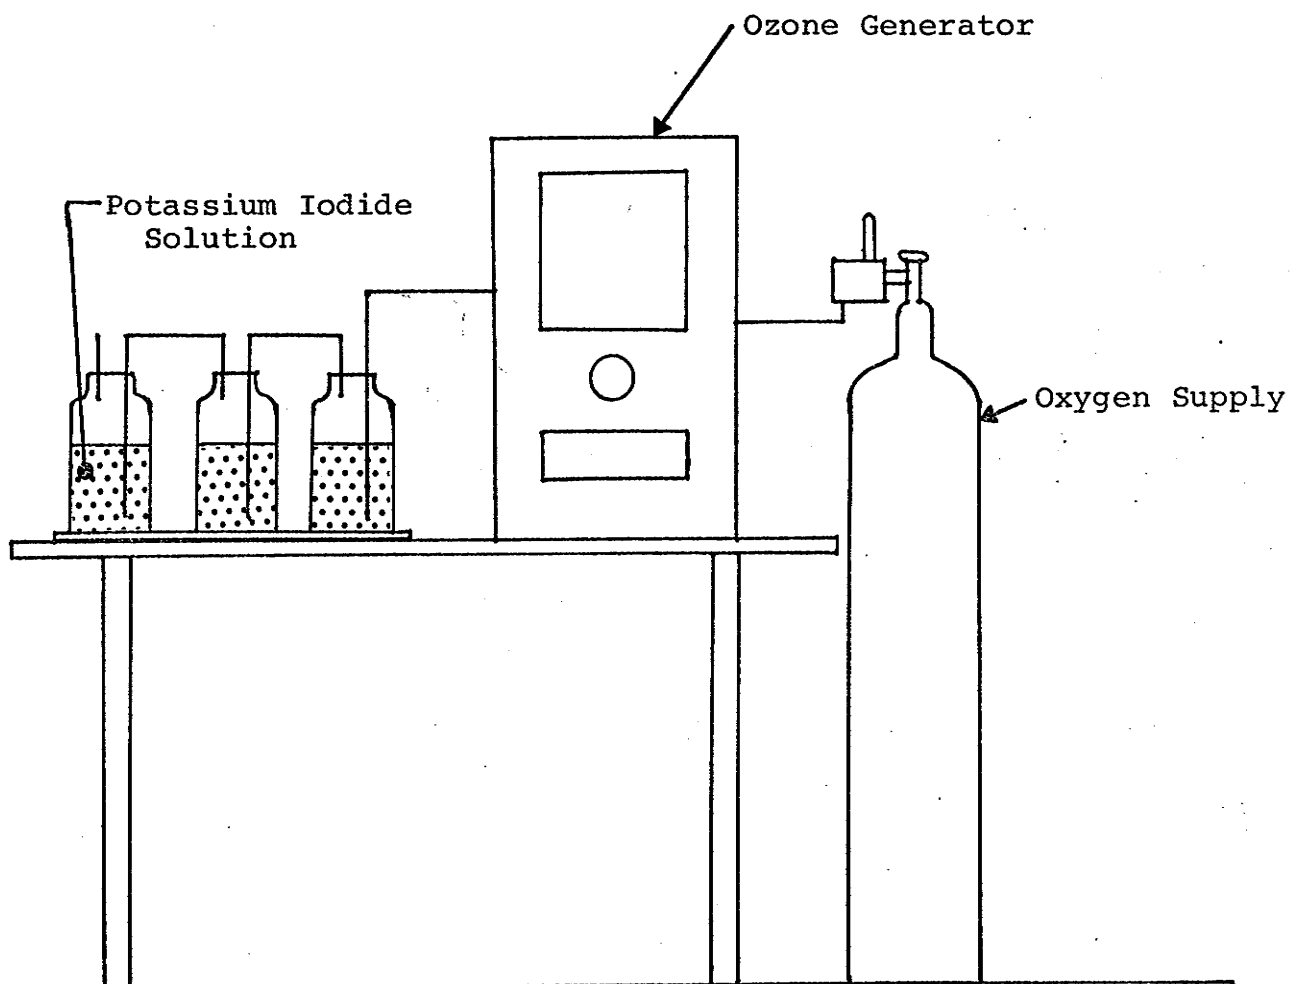 Ozone Generator
Potassium Iodide
Solution
Oxygen Supply